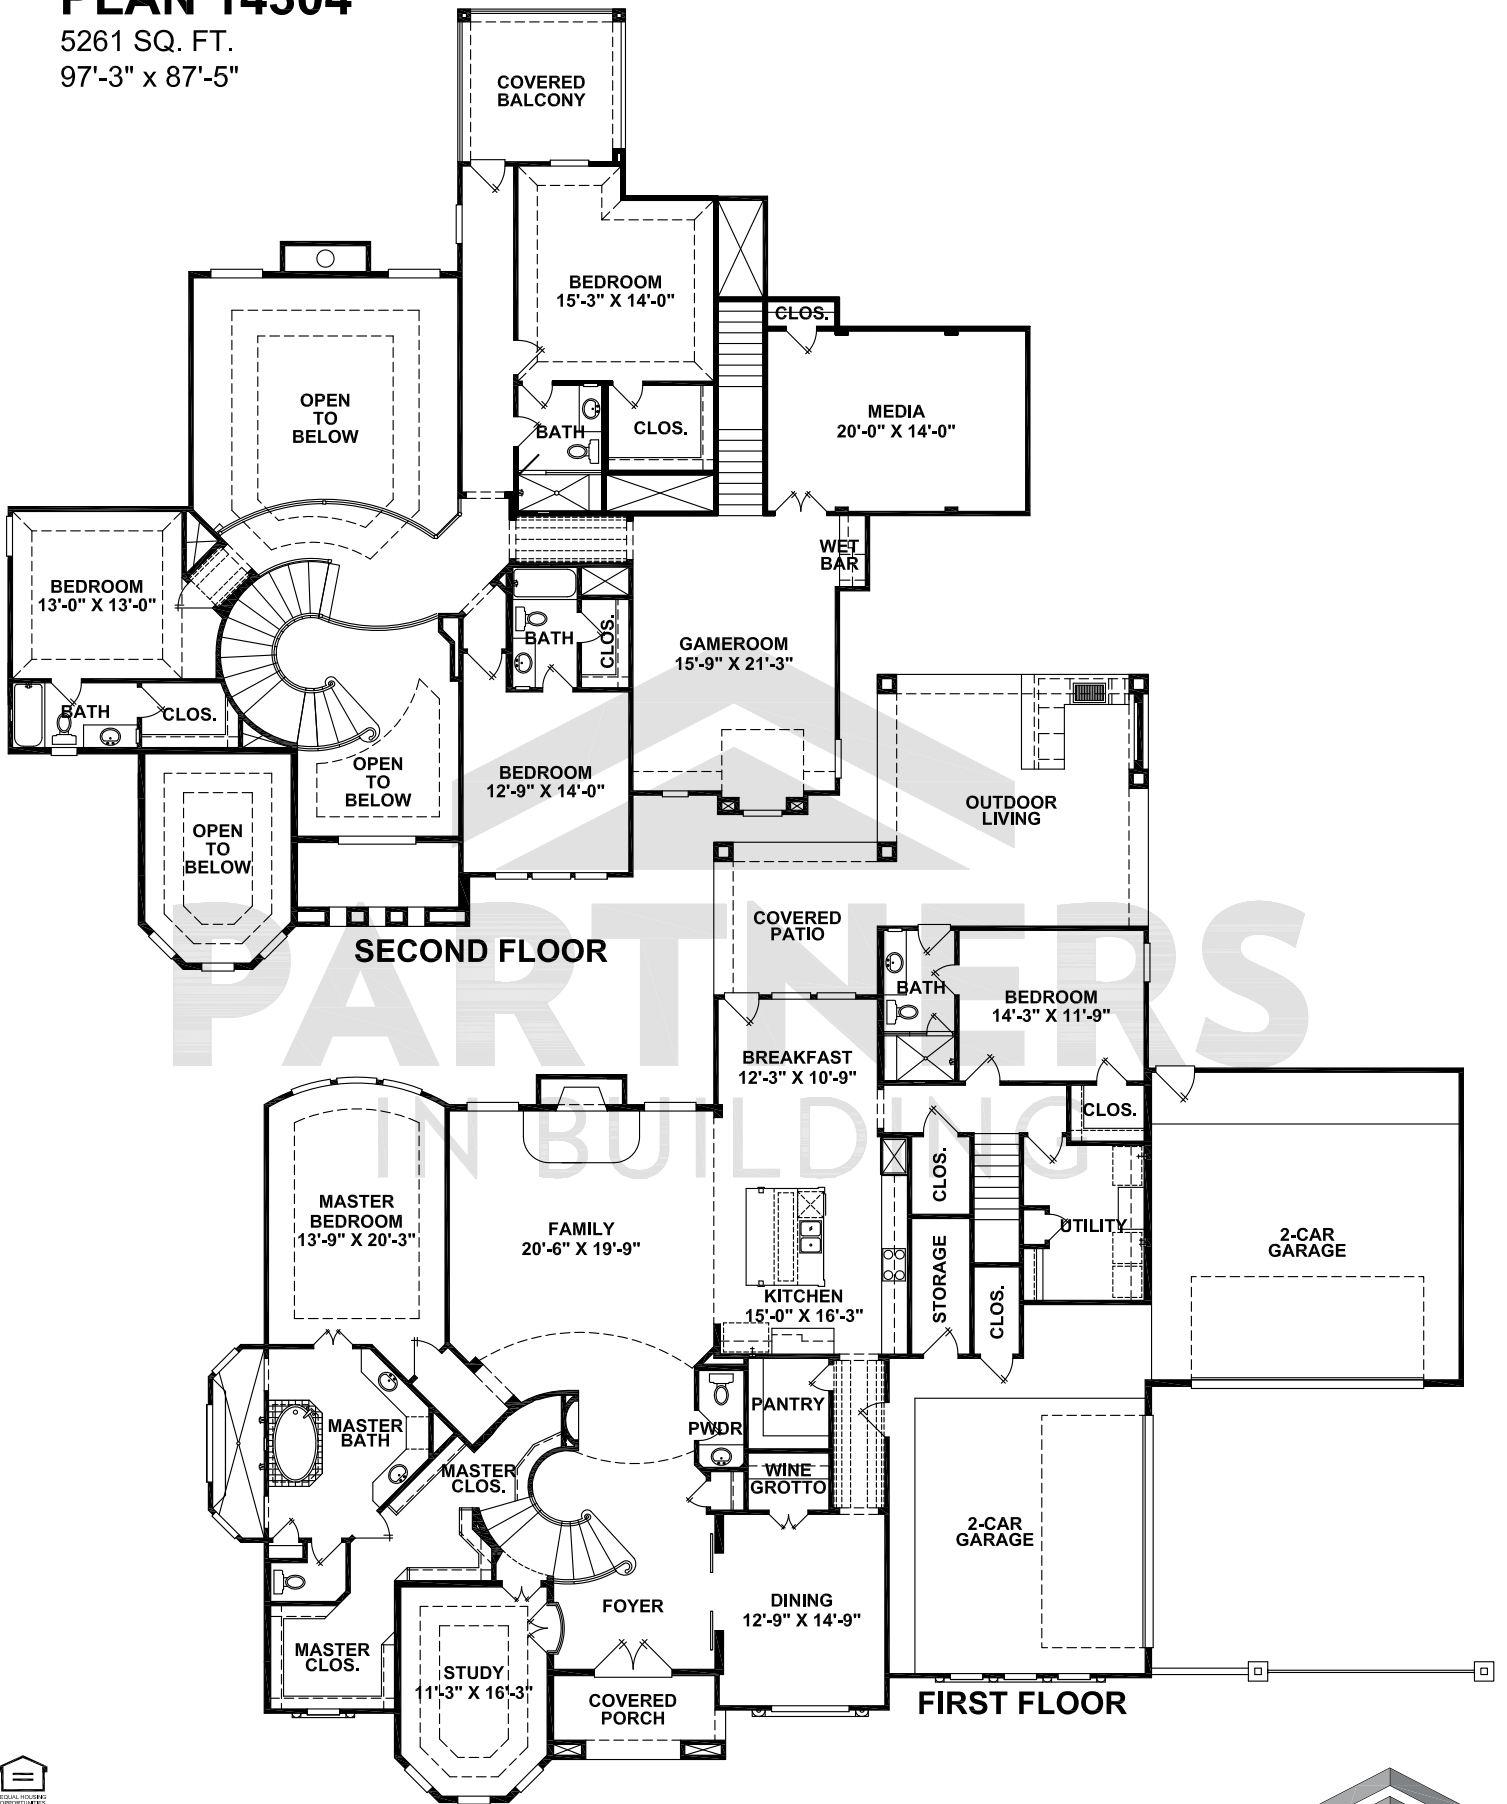 PLAN 14304
5261 SQ. FT.
97'-3" x 87'-5"
COVERED
BALCONY
BEDROOM
15'-3" X 14'-0"
CLOS.
OPEN
TO
BELOW
MEDIA
20'-0" X 14'-0"
BATH
CLOS.
WET
BAR
BEDROOM
13'-0" X 13'-0"
BATH
CLOS.
GAMEROOM
15'-9" X 21'-3"
BATH
CLOS.
OPEN
TO
BELOW
BEDROOM
12'-9" X 14'-0"
OPEN
TO
BELOW
OUTDOOR
LIVING
SECOND FLOOR
COVERED
PATIO
PARTNERS
IN BUILDING
BATH
BEDROOM
14'-3" X 11'-9"
BREAKFAST
12'-3" X 10'-9"
CLOS.
CLOS.
MASTER
BEDROOM
13'-9" X 20'-3"
FAMILY
20'-6" X 19'-9"
UTILITY
2-CAR
GARAGE
KITCHEN
15'-0" X 16'-3"
STORAGE
CLOS.
MASTER
BATH
PWDR
PANTRY
MASTER
CLOS.
WINE
GROTTO
2-CAR
GARAGE
FOYER
DINING
12'-9" X 14'-9"
MASTER
CLOS.
STUDY
11'-3" X 16'-3"
COVERED
PORCH
FIRST FLOOR
EQUAL HOUSING
OPPORTUNITIES